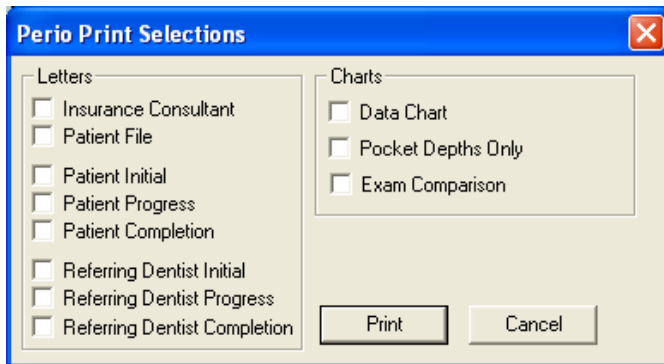 Perio Print Selections
Letters
Insurance Consultant
Patient File
Patient Initial
Patient Progress
Patient Completion
Referring Dentist Initial
Referring Dentist Progress
Referring Dentist Completion
Charts
Data Chart
Pocket Depths Only
Exam Comparison
Print
Cancel